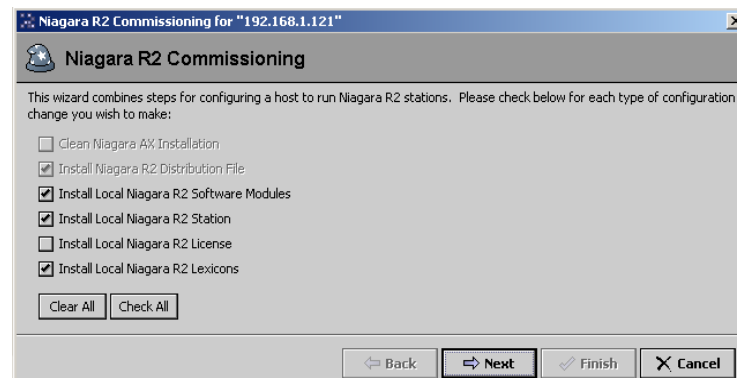 Niagara R2 Commissioning for "192.168.1.121"
Niagara R2 Commissioning
This wizard combines steps for configuring a host to run Niagara R2 stations.  Please check below for each type of configuration
change you wish to make:
Clean Niagara AX Installation
Install Niagara R2 Distribution File
Install Local Niagara R2 Software Modules
Install Local Niagara R2 Station
Install Local Niagara R2 License
Install Local Niagara R2 Lexicons
Clear All Check All
Back Next Finish Cancel